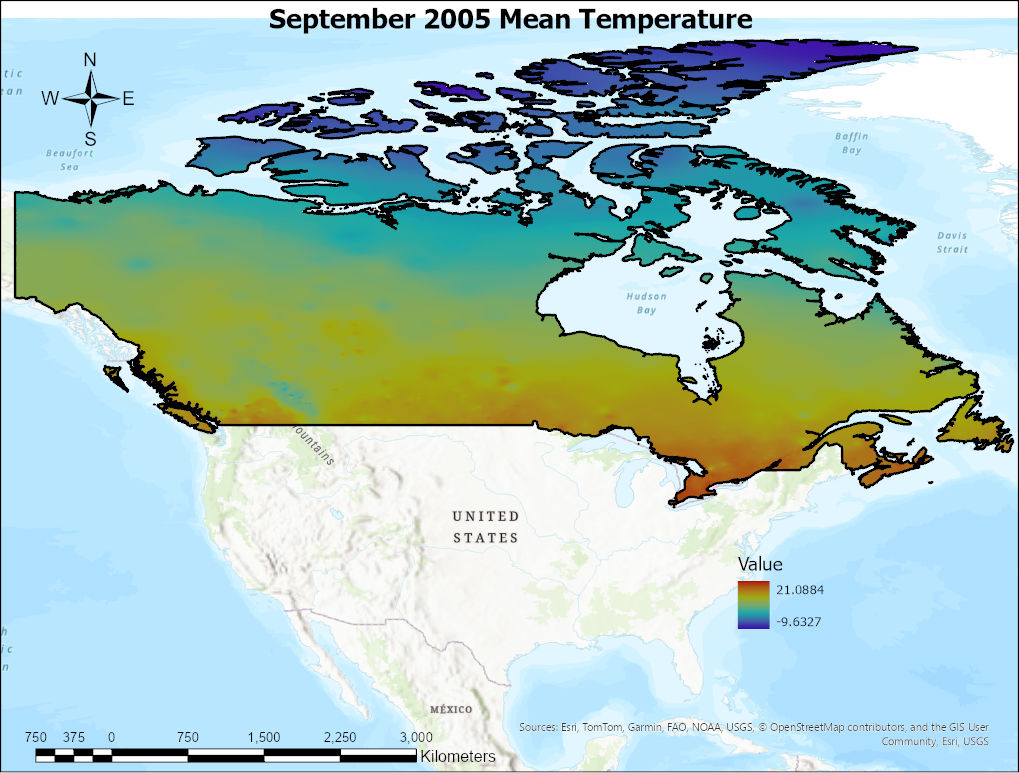 September 2005 Mean Temperature
N
W
E
S
tic
ean
Beaufort
Sea
Baffin
Bay
Davis
Strait
Hudson
Bay
ountains
UNITED
STATES
Value
21.0884
-9.6327
h
ic
n
MÉXICO
Sources: Esri, TomTom, Garmin, FAO, NOAA, USGS, © OpenStreetMap contributors, and the GIS User
Community, Esri, USGS
750 375 0 750 1,500 2,250 3,000
Kilometers